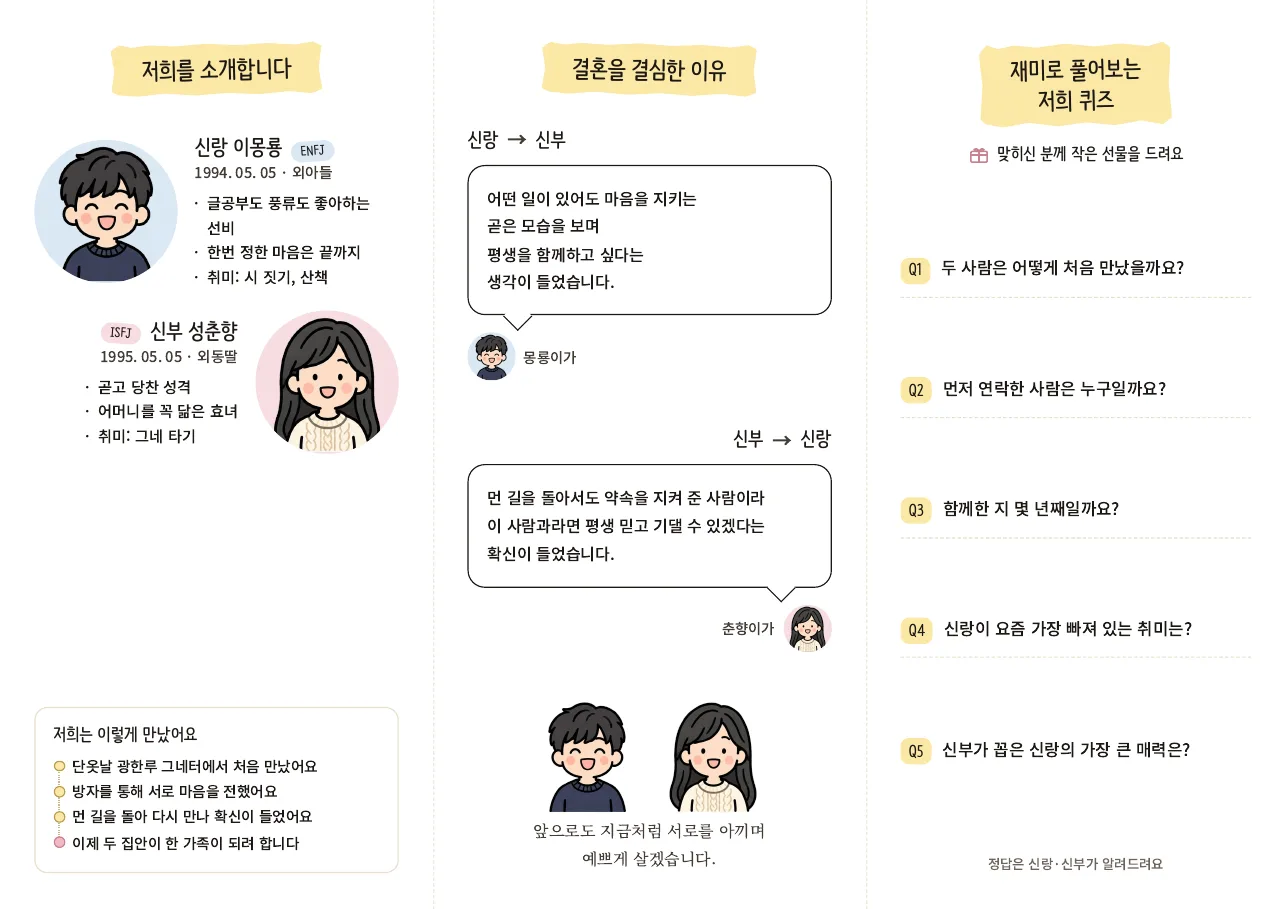 저희를 소개합니다
신랑 이몽룡 ENFJ
1994.05.05 · 외아들
· 글공부도 풍류도 좋아하는
선비
· 한번 정한 마음은 끝까지
· 취미: 시 짓기, 산책
ISFJ 신부 성춘향
1995.05.05 · 외동딸
· 곧고 당찬 성격
· 어머니를 꼭 닮은 효녀
· 취미: 그네 타기
저희는 이렇게 만났어요
단옷날 광한루 그네터에서 처음 만났어요
방자를 통해 서로 마음을 전했어요
먼 길을 돌아 다시 만나 확신이 들었어요
이제 두 집안이 한 가족이 되려 합니다
결혼을 결심한 이유
신랑 → 신부
어떤 일이 있어도 마음을 지키는
곧은 모습을 보며
평생을 함께하고 싶다는
생각이 들었습니다.
몽룡이가
신부 → 신랑
먼 길을 돌아서도 약속을 지켜 준 사람이라
이 사람과라면 평생 믿고 기댈 수 있겠다는
확신이 들었습니다.
춘향이가
앞으로도 지금처럼 서로를 아끼며
예쁘게 살겠습니다.
재미로 풀어보는
저희 퀴즈
맞히신 분께 작은 선물을 드려요
Q1 두 사람은 어떻게 처음 만났을까요?
Q2 먼저 연락한 사람은 누구일까요?
Q3 함께한 지 몇 년째일까요?
Q4 신랑이 요즘 가장 빠져 있는 취미는?
Q5 신부가 꼽은 신랑의 가장 큰 매력은?
정답은 신랑·신부가 알려드려요